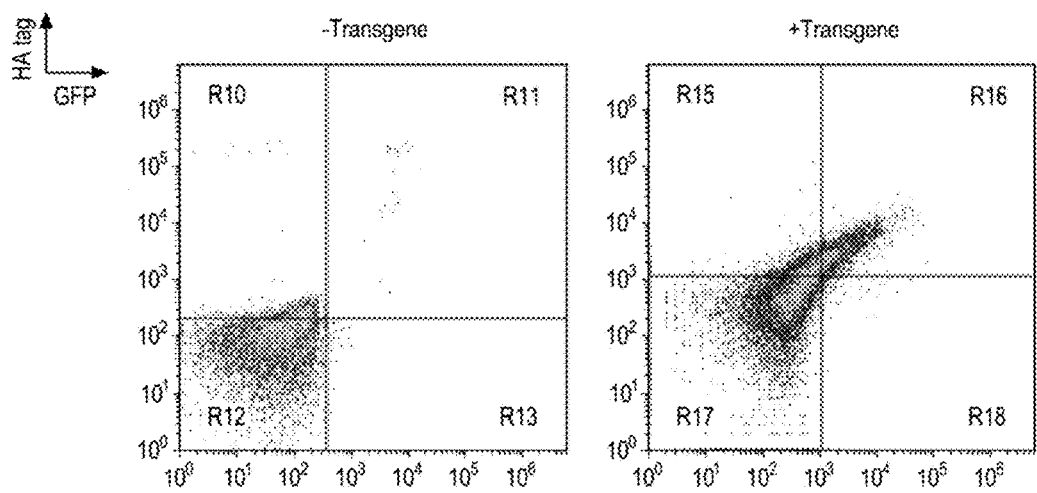 -Transgene +Transgene
HA tag
GFP
R10 R11 R15 R16
10⁶ 10⁶
10⁵ 10⁵
10⁴ 10⁴
10³ 10³
10² 10²
10¹ 10¹
R12 R13 R17 R18
10⁰ 10⁰
10⁰ 10¹ 10² 10³ 10⁴ 10⁵ 10⁶ 10⁰ 10¹ 10² 10³ 10⁴ 10⁵ 10⁶